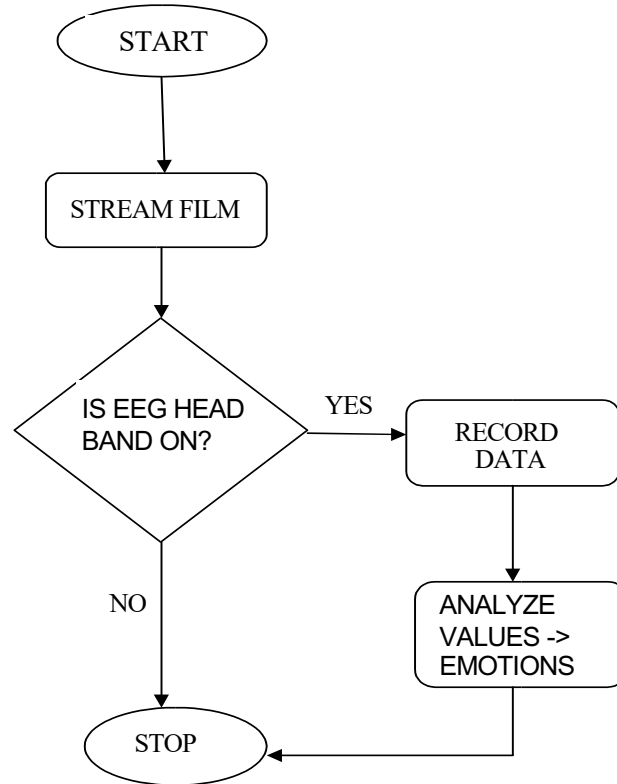 START
STREAM FILM
IS EEG HEAD
BAND ON?
YES
RECORD
DATA
NO
ANALYZE
VALUES ->
EMOTIONS
STOP